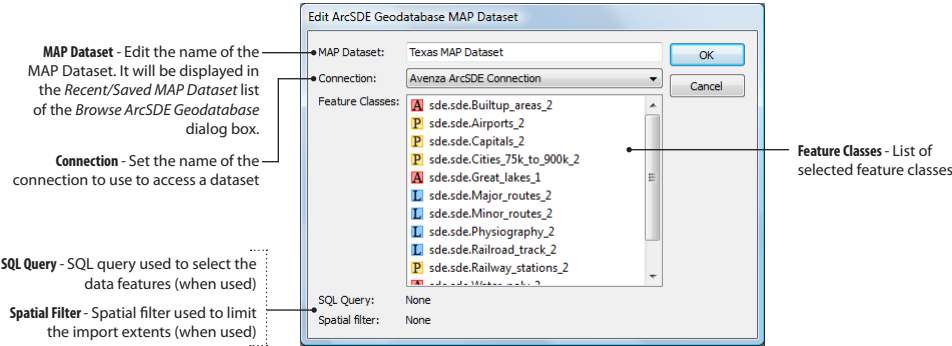 Edit ArcSDE Geodatabase MAP Dataset
MAP Dataset - Edit the name of the
MAP Dataset. It will be displayed in
the Recent/Saved MAP Dataset list
of the Browse ArcSDE Geodatabase
dialog box.
Connection - Set the name of the
connection to use to access a dataset
SQL Query - SQL query used to select the
data features (when used)
Spatial Filter - Spatial filter used to limit
the import extents (when used)
MAP Dataset: Texas MAP Dataset
OK
Connection: Avenza ArcSDE Connection
Cancel
Feature Classes:
A sde.sde.Builtup_areas_2
P sde.sde.Airports_2
P sde.sde.Capitals_2
P sde.sde.Cities_75k_to_900k_2
A sde.sde.Great_lakes_1
L sde.sde.Major_routes_2
L sde.sde.Minor_routes_2
L sde.sde.Physiography_2
L sde.sde.Railroad_track_2
P sde.sde.Railway_stations_2
A sde.sde.Water_poly_2
SQL Query: None
Spatial filter: None
Feature Classes - List of
selected feature classes